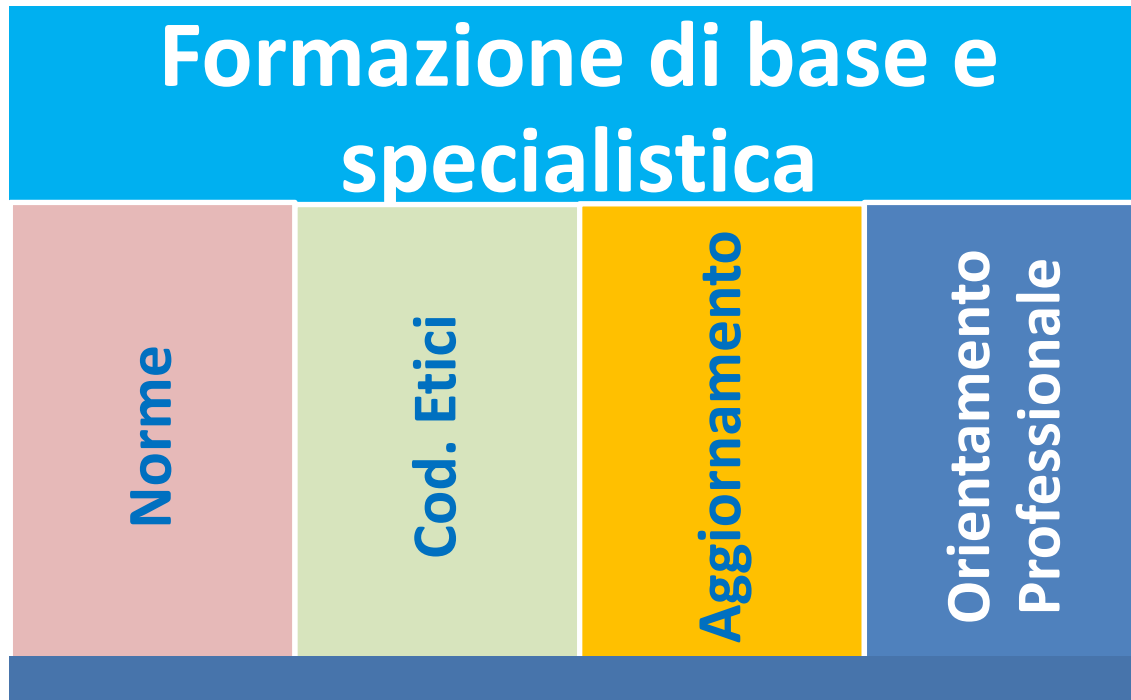 Formazione di base e
specialistica
Norme
Cod. Etici
Aggiornamento
Orientamento
Professionale